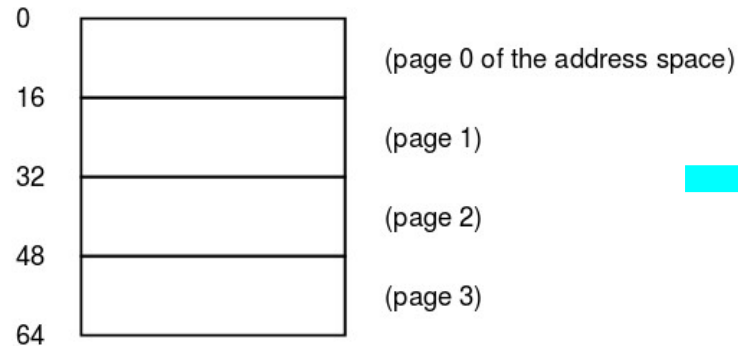 0
(page 0 of the address space)
16
(page 1)
32
(page 2)
48
(page 3)
64